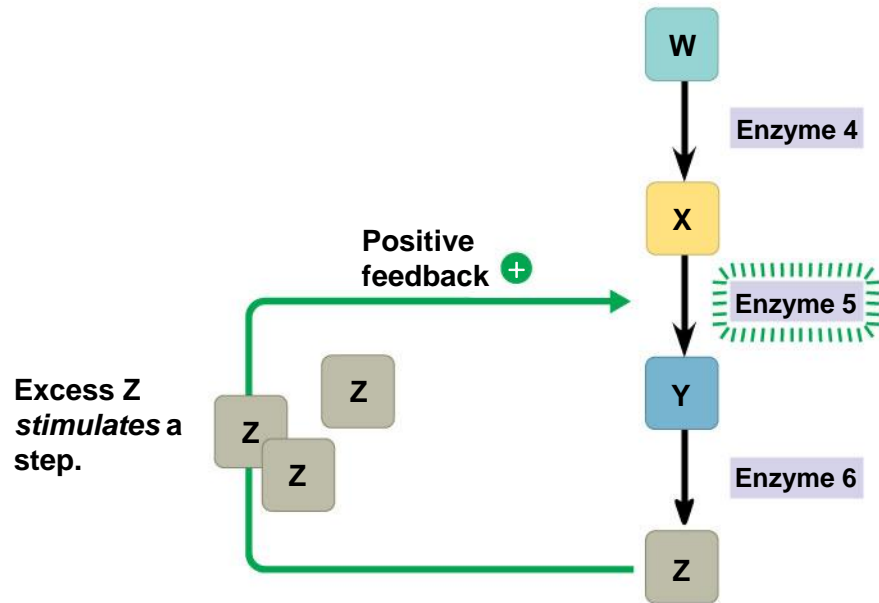 W
Enzyme 4
X
Positive
feedback +
Enzyme 5
Excess Z
stimulates a
step.
Z
Z
Z
Y
Enzyme 6
Z